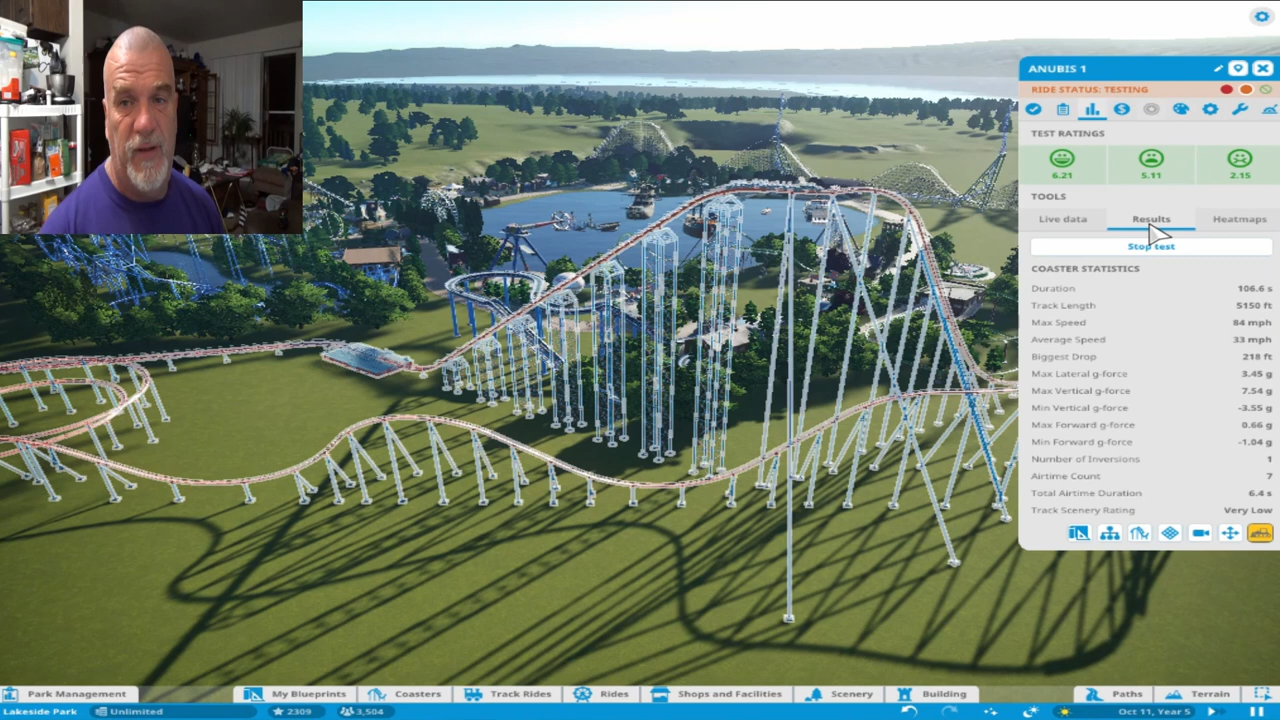 ANUBIS 1
RIDE STATUS: TESTING
TEST RATINGS
6.21 5.11 2.15
TOOLS
Live data Results Heatmaps
Stop test
COASTER STATISTICS
Duration 106.6 s
Track Length 5150 ft
Max Speed 84 mph
Average Speed 33 mph
Biggest Drop 218 ft
Max Lateral g-force 3.45 g
Max Vertical g-force 7.54 g
Min Vertical g-force -3.55 g
Max Forward g-force 0.66 g
Min Forward g-force -1.04 g
Number of Inversions 1
Airtime Count 7
Total Airtime Duration 6.4 s
Track Scenery Rating Very Low
Park Management My Blueprints Coasters Track Rides Rides Shops and Facilities Scenery Building Paths Terrain
Lakeside Park Unlimited 2309 3,504 Oct 11, Year 5